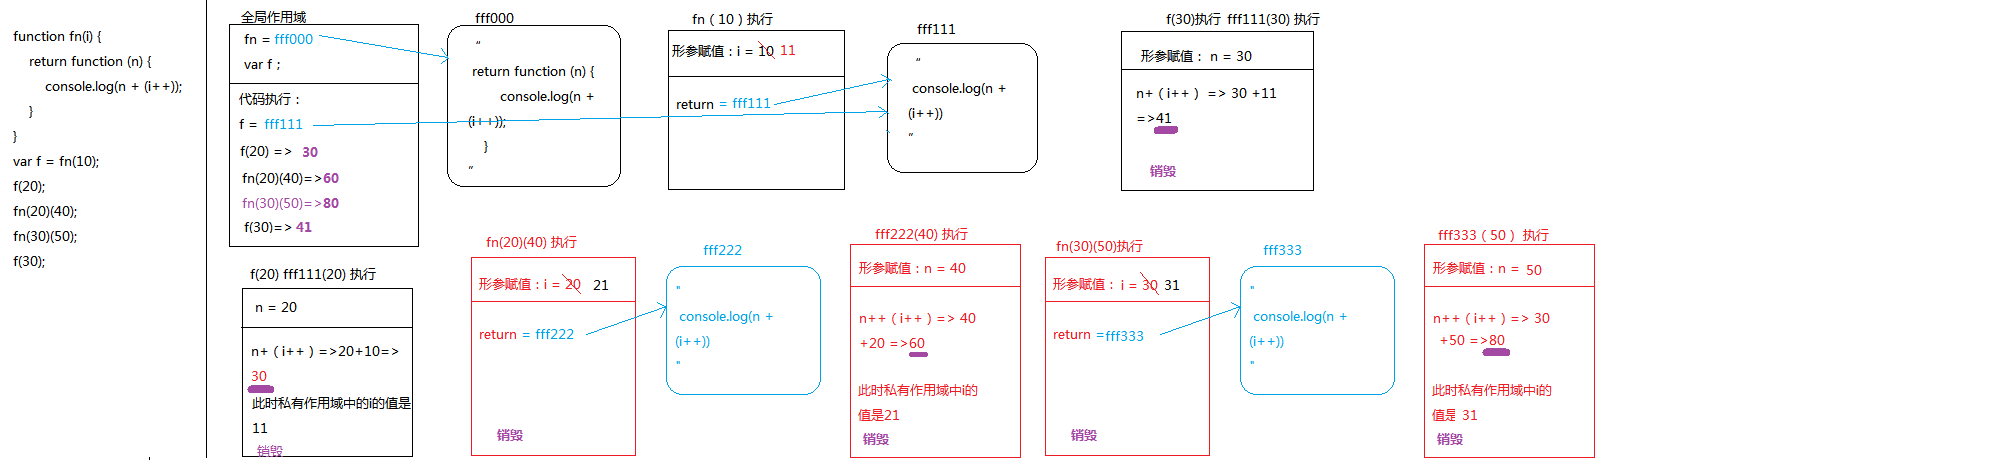 function fn(i) {
return function (n) {
console.log(n + (i++));
}
}
var f = fn(10);
f(20);
fn(20)(40);
fn(30)(50);
f(30);
全局作用域
fn = fff000
var f ;
代码执行：
f = fff111
f(20) => 30
fn(20)(40)=>60
fn(30)(50)=>80
f(30)=> 41
fff000
“
return function (n) {
console.log(n +
(i++));
}
“
fn（10）执行
形参赋值：i = 10 11
return = fff111
fff111
“
console.log(n +
(i++))
“
f(30)执行 fff111(30) 执行
形参赋值： n = 30
n+（i++） => 30 +11
=>41
销毁
f(20) fff111(20) 执行
n = 20
n+（i++）=>20+10=>
30
此时私有作用域中的i的值是
11
销毁
fn(20)(40) 执行
形参赋值：i = 20 21
return = fff222
销毁
fff222
"
console.log(n +
(i++))
"
fff222(40) 执行
形参赋值：n = 40
n++（i++）=> 40
+20 =>60
此时私有作用域中i的
值是21
销毁
fn(30)(50)执行
形参赋值： i = 30 31
return =fff333
销毁
fff333
"
console.log(n +
(i++))
"
fff333（50） 执行
形参赋值：n = 50
n++（i++）=> 30
+50 =>80
此时私有作用域中i的
值是 31
销毁